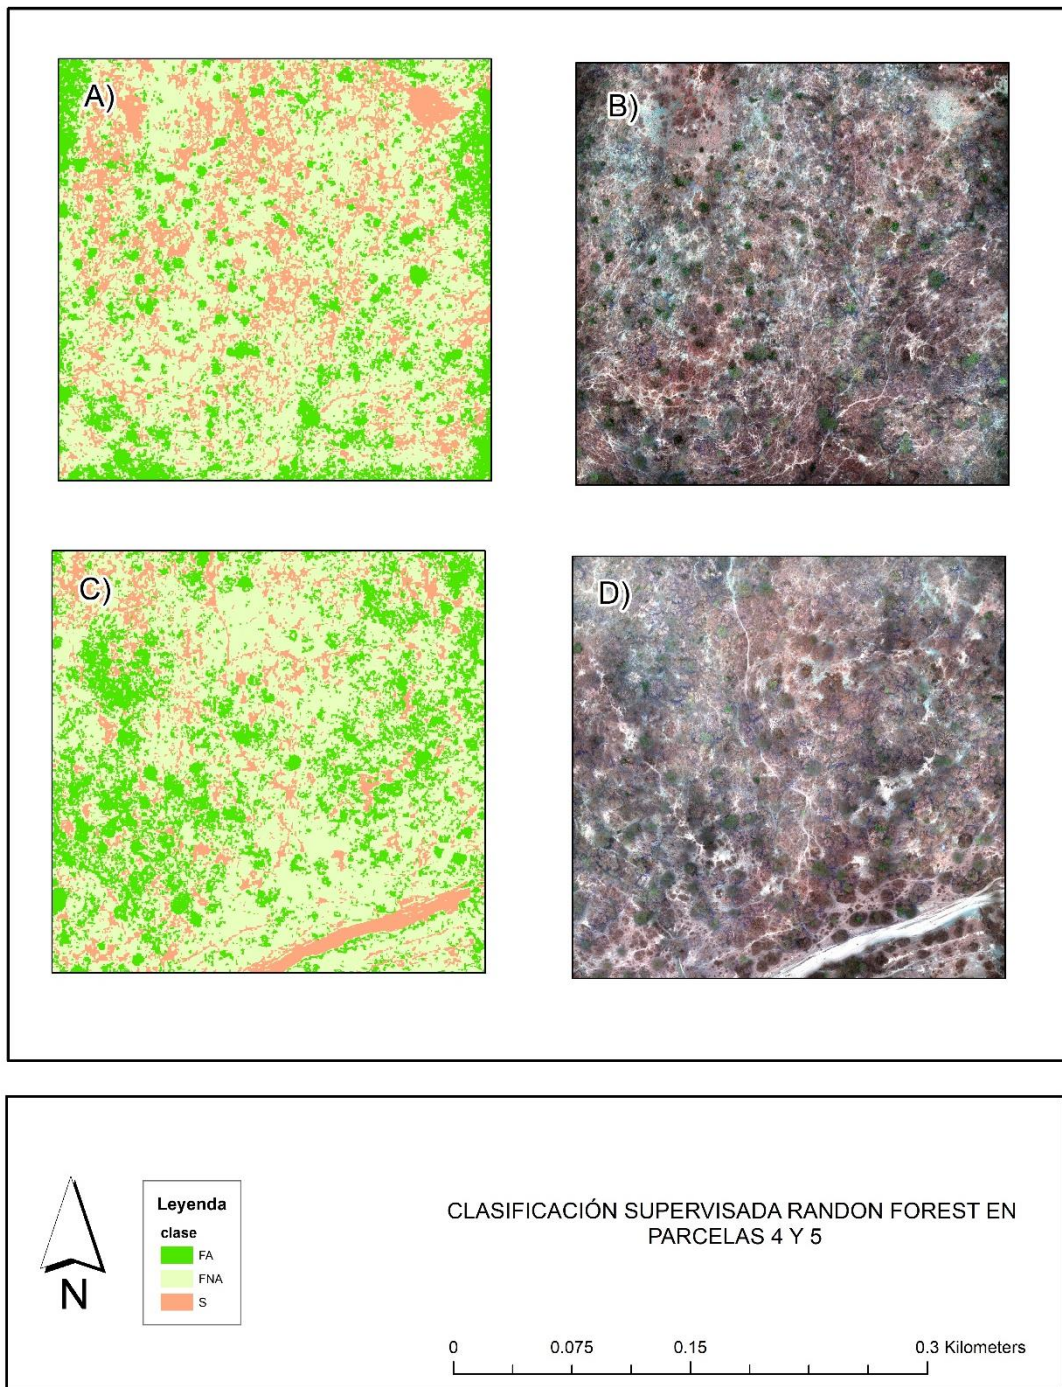 A)
B)
C)
D)
N
Leyenda
clase
FA
FNA
S
CLASIFICACIÓN SUPERVISADA RANDON FOREST EN
PARCELAS 4 Y 5
0 0.075 0.15 0.3 Kilometers